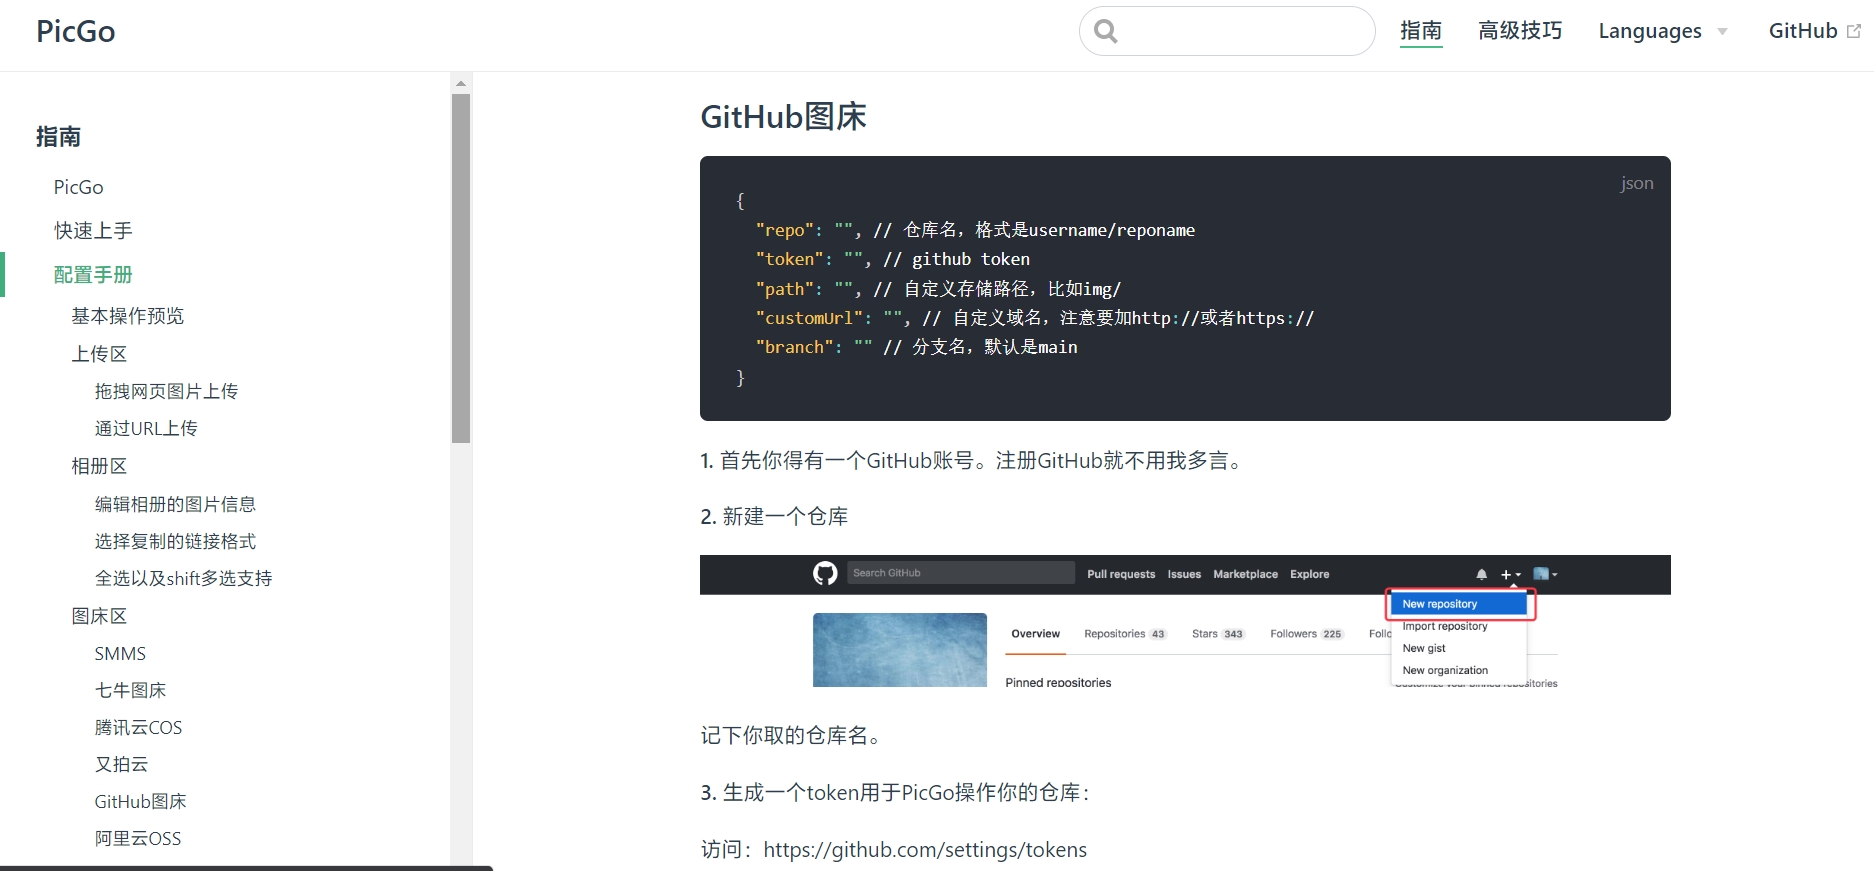 PicGo
指南
高级技巧
Languages
GitHub
指南
PicGo
快速上手
配置手册
基本操作预览
上传区
拖拽网页图片上传
通过URL上传
相册区
编辑相册的图片信息
选择复制的链接格式
全选以及shift多选支持
图床区
SMMS
七牛图床
腾讯云COS
又拍云
GitHub图床
阿里云OSS
GitHub图床
json
{
"repo": "", // 仓库名，格式是username/reponame
"token": "", // github token
"path": "", // 自定义存储路径，比如img/
"customUrl": "", // 自定义域名，注意要加http://或者https://
"branch": "" // 分支名，默认是main
}
1. 首先你得有一个GitHub账号。注册GitHub就不用我多言。
2. 新建一个仓库
Search GitHub
Pull requests Issues Marketplace Explore
New repository
Import repository
New gist
New organization
Overview Repositories 43 Stars 343 Followers 225 Follo
Pinned repositories
Customize your pinned repositories
记下你取的仓库名。
3. 生成一个token用于PicGo操作你的仓库：
访问：https://github.com/settings/tokens